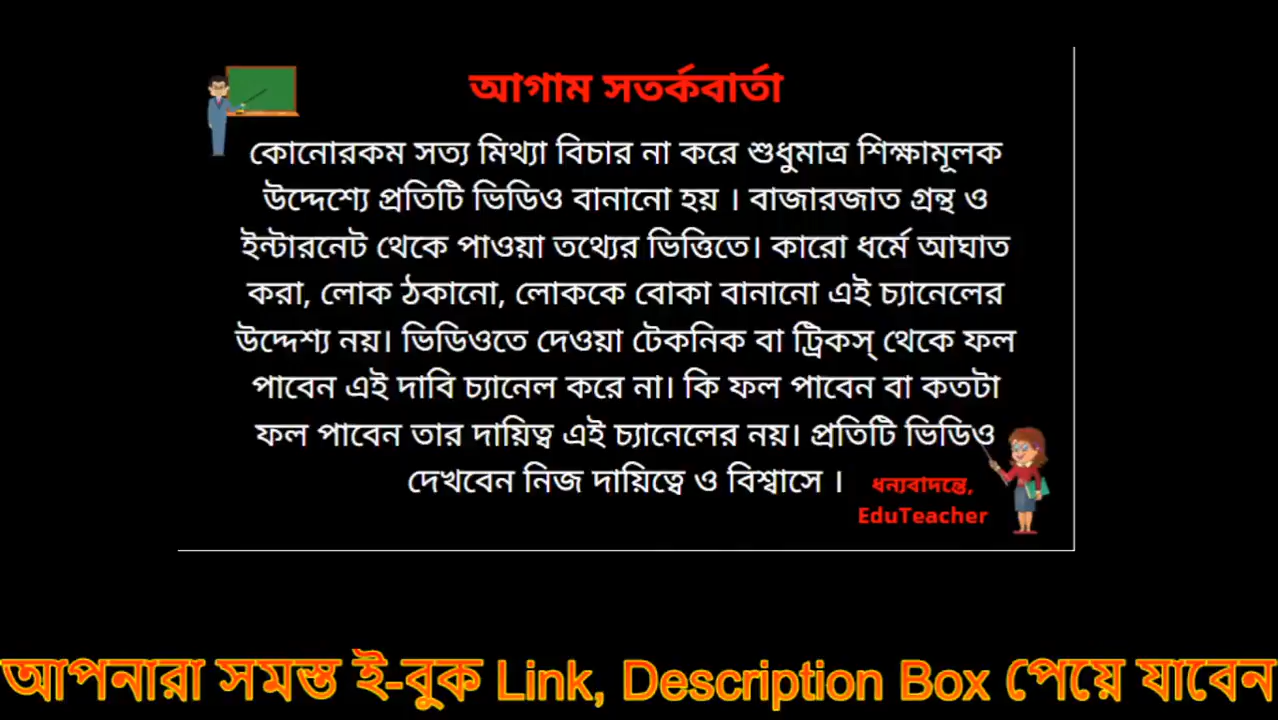 আগাম সতর্কবার্তা
কোনোরকম সত্য মিথ্যা বিচার না করে শুধুমাত্র শিক্ষামূলক
উদ্দেশ্যে প্রতিটি ভিডিও বানানো হয় । বাজারজাত গ্রন্থ ও
ইন্টারনেট থেকে পাওয়া তথ্যের ভিত্তিতে। কারো ধর্মে আঘাত
করা, লোক ঠকানো, লোককে বোকা বানানো এই চ্যানেলের
উদ্দেশ্য নয়। ভিডিওতে দেওয়া টেকনিক বা ট্রিকস্ থেকে ফল
পাবেন এই দাবি চ্যানেল করে না। কি ফল পাবেন বা কতটা
ফল পাবেন তার দায়িত্ব এই চ্যানেলের নয়। প্রতিটি ভিডিও
দেখবেন নিজ দায়িত্বে ও বিশ্বাসে ।
ধন্যবাদন্তে,
EduTeacher
আপনারা সমস্ত ই-বুক Link, Description Box পেয়ে যাবেন